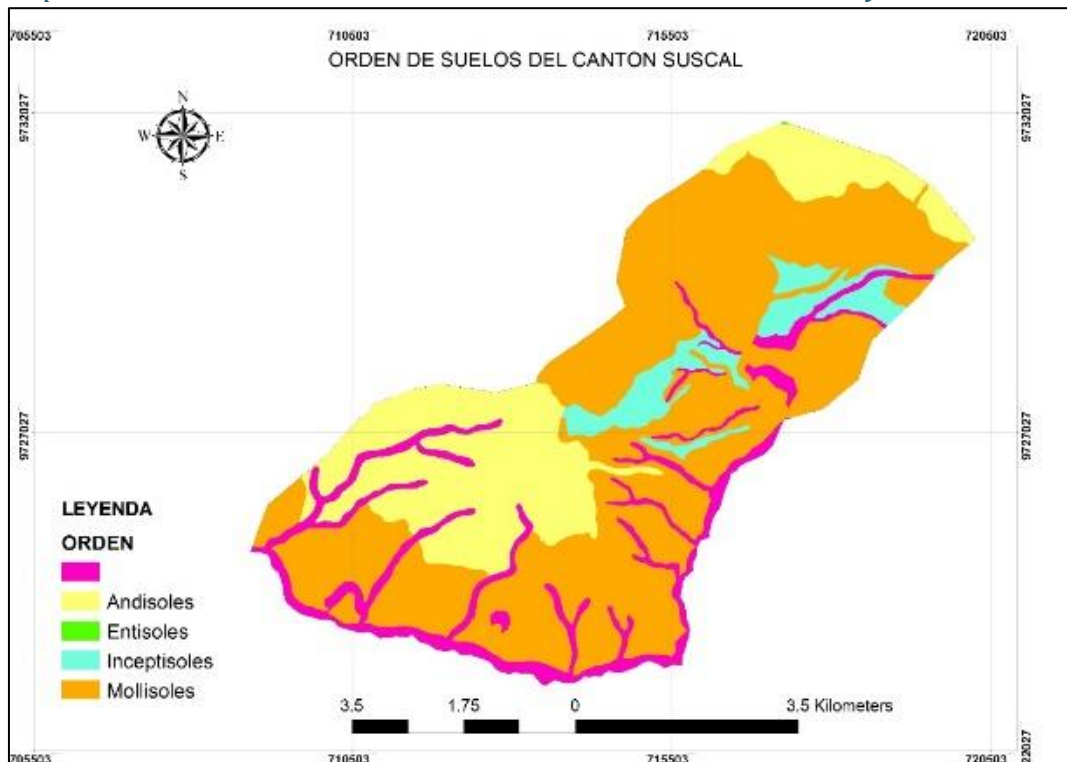 705503 710603 715503 720603
ORDEN DE SUELOS DEL CANTON SUSCAL
9732027 9732027
N
W E
S
9727027 9727027
LEYENDA
ORDEN
Andisoles
Entisoles
Inceptisoles
Mollisoles
3.5 1.75 0 3.5 Kilometers
705503 710503 715503 720603